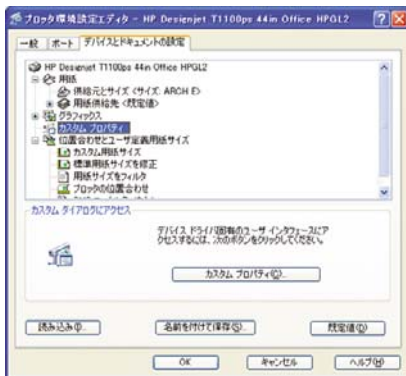 プロッタ環境設定エディタ - HP Designjet T1100ps 44in Office HPGL2
一般 ポート デバイスとドキュメントの設定
HP Designjet T1100ps 44in Office HPGL2
用紙
供給元とサイズ <サイズ: ARCH E>
用紙供給先 <既定値>
グラフィックス
カスタム プロパティ
位置合わせとユーザ定義用紙サイズ
カスタム用紙サイズ
標準用紙サイズを修正
用紙サイズをフィルタ
プロッタの位置合わせ
カスタム ダイアログにアクセス
デバイス ドライバ固有のユーザ インタフェースにア
クセスするには、次のボタンをクリックしてください。
カスタム プロパティ(C)...
読み込み(I)... 名前を付けて保存(S)... 既定値(D)
OK キャンセル ヘルプ(H)